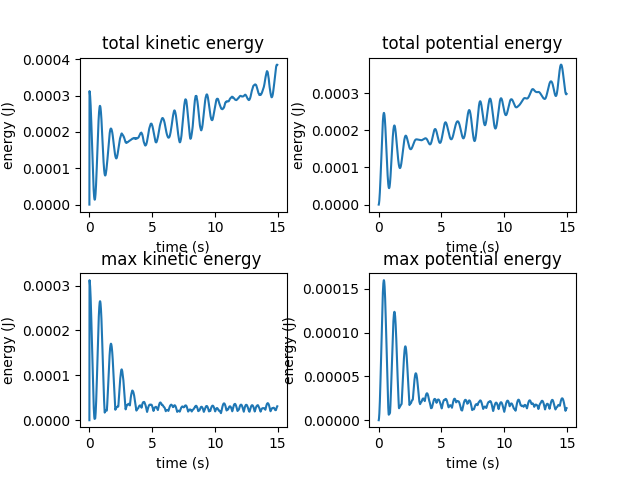 total kinetic energy
energy (J)
0.0004
0.0003
0.0002
0.0001
0.0000
0
5
10
15
time (s)
total potential energy
energy (J)
0.0003
0.0002
0.0001
0.0000
0
5
10
15
time (s)
max kinetic energy
energy (J)
0.0003
0.0002
0.0001
0.0000
0
5
10
15
time (s)
max potential energy
energy (J)
0.00015
0.00010
0.00005
0.00000
0
5
10
15
time (s)